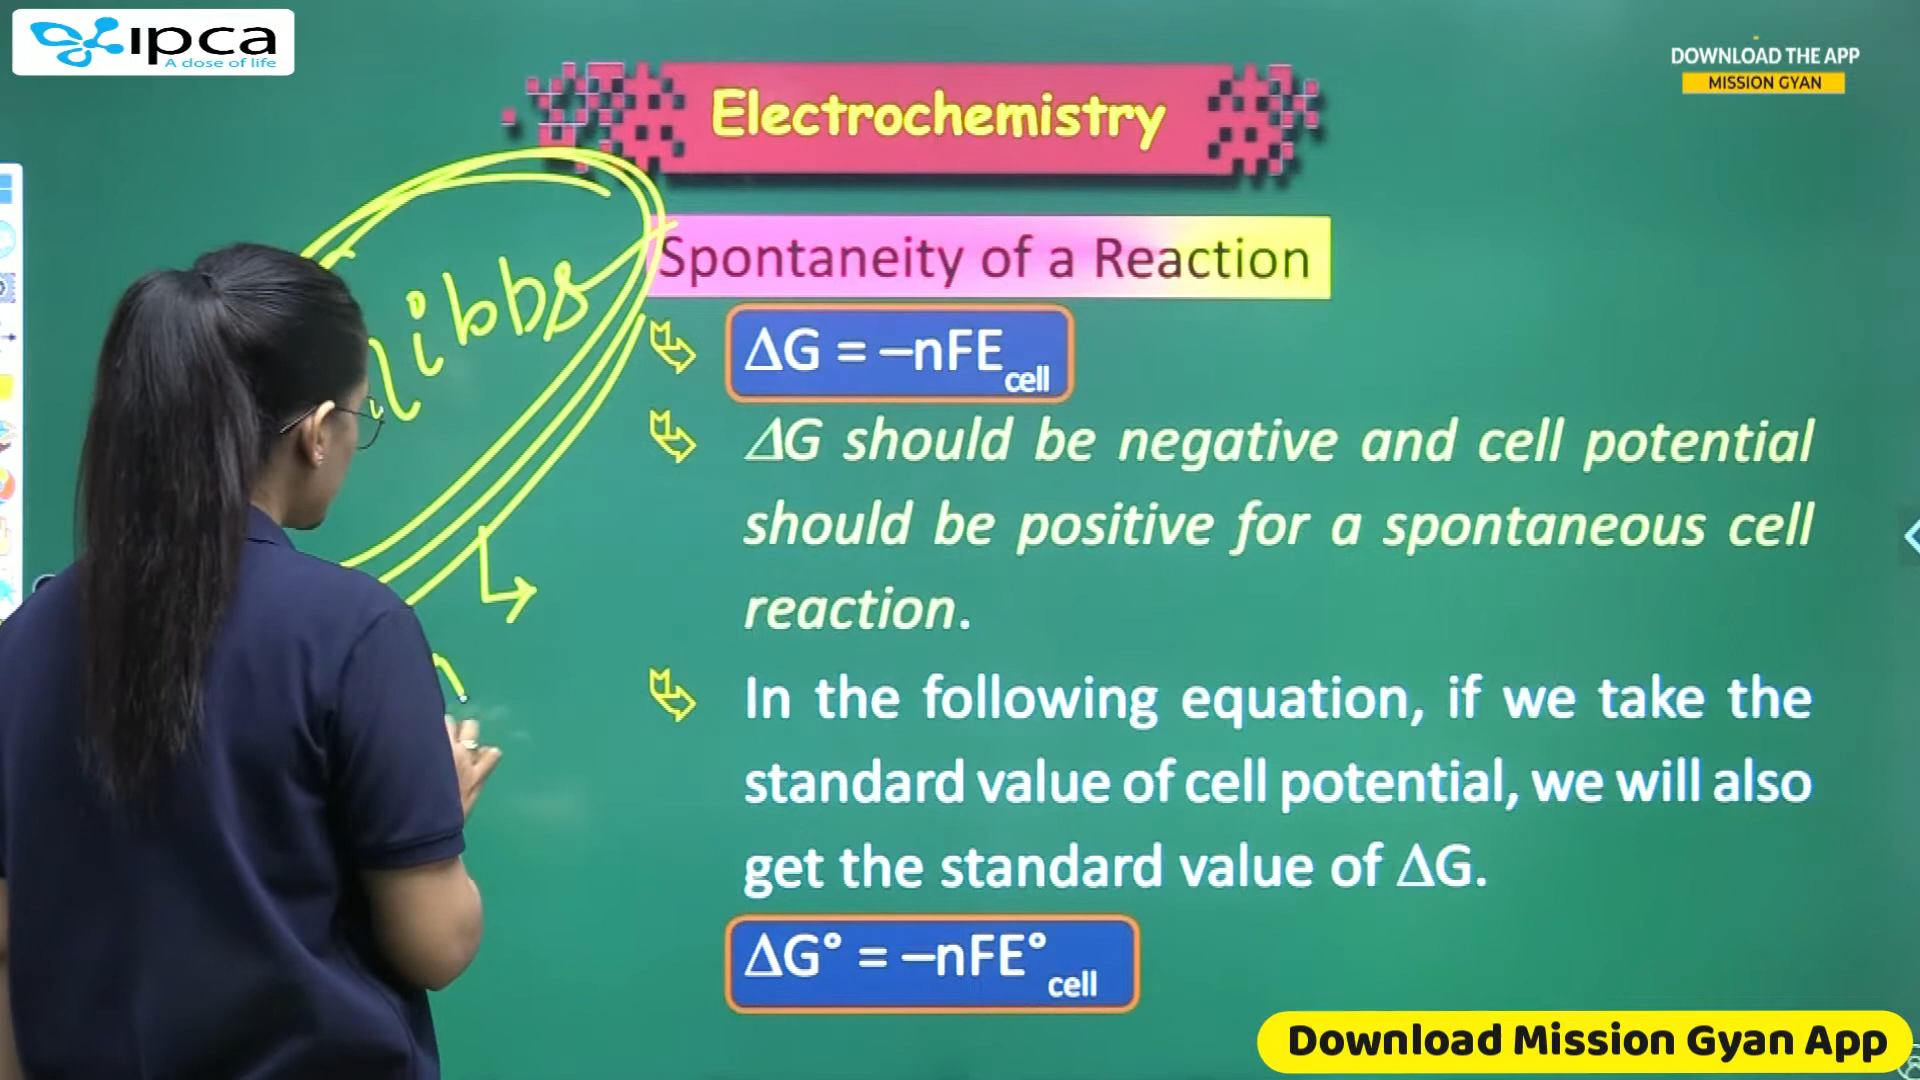 ipca
A dose of life
DOWNLOAD THE APP
MISSION GYAN
Electrochemistry
Spontaneity of a Reaction
ΔG = –nFE cell
ΔG should be negative and cell potential
should be positive for a spontaneous cell
reaction.
In the following equation, if we take the
standard value of cell potential, we will also
get the standard value of ΔG.
ΔG° = –nFE° cell
Download Mission Gyan App